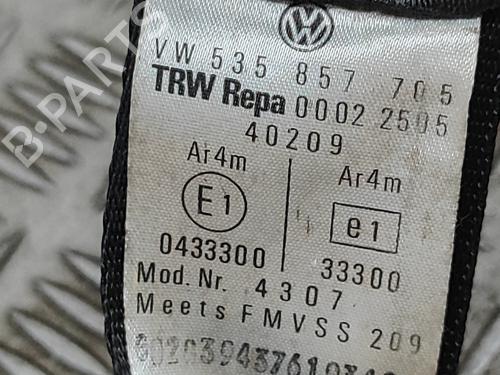 VW 535 857 705
TRW Repa 0002 2505
40209
Ar4m
Ar4m
E1
e1
0433300
33300
Mod. Nr. 4307
Meets FMVSS 209
B-PARTS